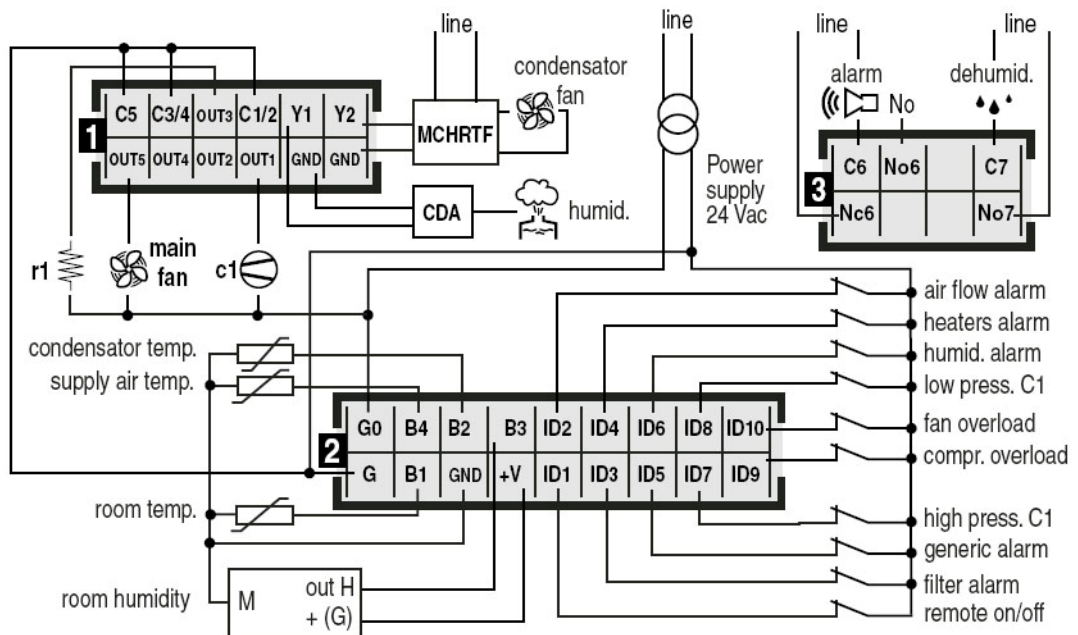 line
line
line
line
condensator
fan
alarm
No
dehumid.
C5 C3/4 OUT3 C1/2 Y1 Y2
1
OUT5 OUT4 OUT2 OUT1 GND GND
MCHRTF
Power
supply
24 Vac
C6 No6 C7
3
Nc6 No7
CDA
humid.
r1
main
fan
c1
air flow alarm
heaters alarm
condensator temp.
humid. alarm
supply air temp.
low press. C1
G0 B4 B2 B3 ID2 ID4 ID6 ID8 ID10
fan overload
2
G B1 GND +V ID1 ID3 ID5 ID7 ID9
compr. overload
room temp.
high press. C1
generic alarm
room humidity
M
out H
+ (G)
filter alarm
remote on/off